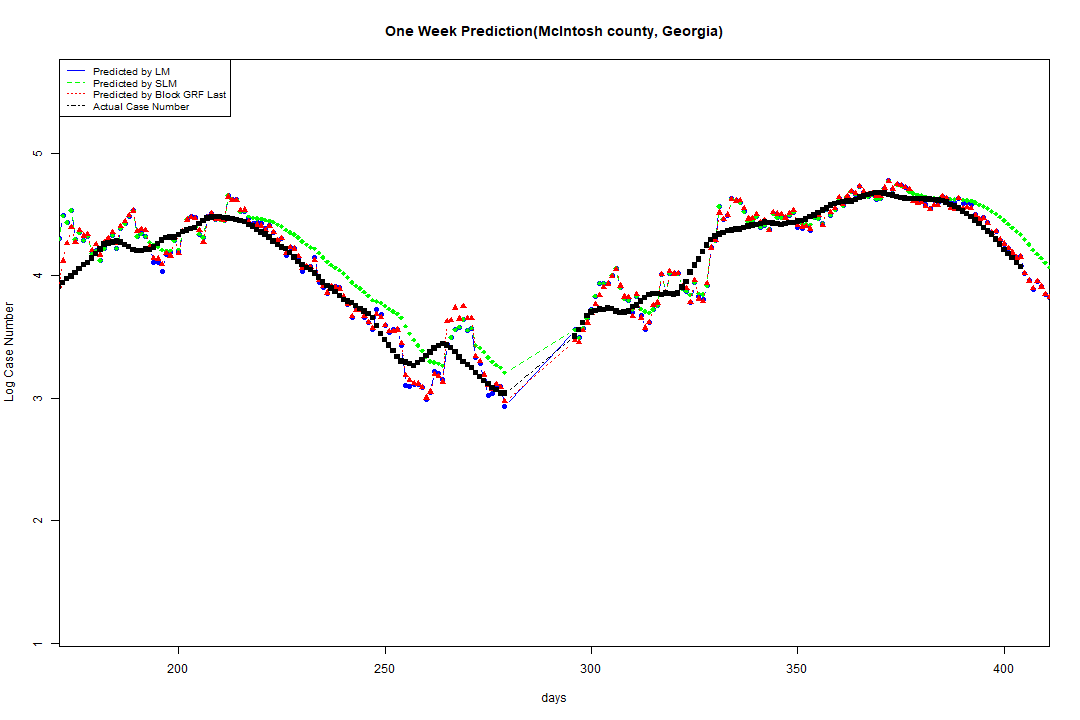 One Week Prediction(McIntosh county, Georgia)
Predicted by LM
Predicted by SLM
Predicted by Block GRF Last
Actual Case Number
5
4
3
2
1
Log Case Number
200 250 300 350 400
days